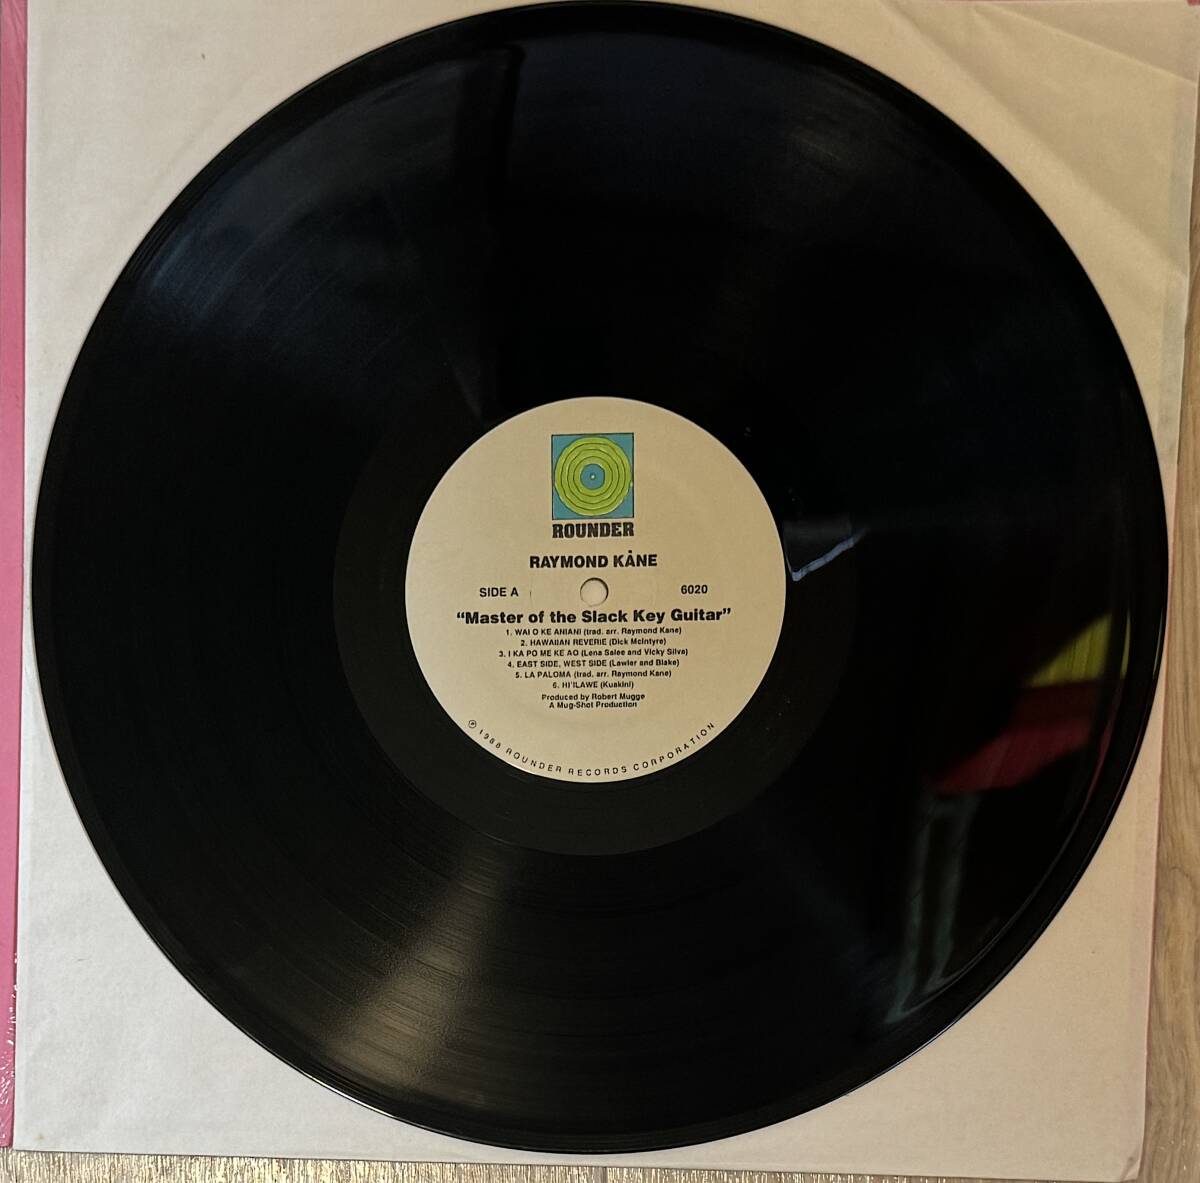 ROUNDER
RAYMOND KÅNE
SIDE A
6020
“Master of the Slack Key Guitar”
1. WAI O KE ANIANI (trad. arr. Raymond Kane)
2. HAWAIIAN REVERIE (Dick McIntyre)
3. I KA PO ME KE AO (Lena Salee and Vicky Silva)
4. EAST SIDE, WEST SIDE (Lawler and Blake)
5. LA PALOMA (trad. arr. Raymond Kane)
6. HI'ILAWE (Kuakini)
Produced by Robert Mugge
A Mug-Shot Production
℗ 1988 ROUNDER RECORDS CORPORATION